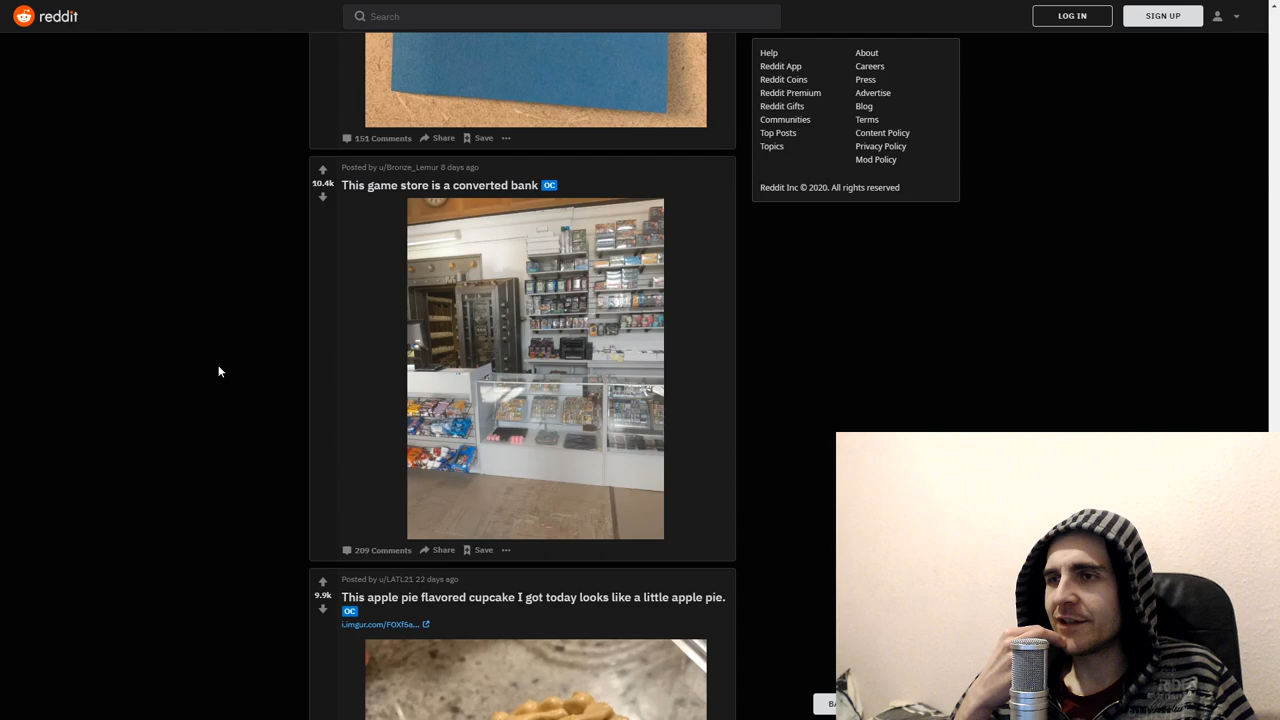 reddit
Search
LOG IN
SIGN UP
Help
About
Reddit App
Careers
Reddit Coins
Press
Reddit Premium
Advertise
Reddit Gifts
Blog
Communities
Terms
Top Posts
Content Policy
Topics
Privacy Policy
Mod Policy
Reddit Inc © 2020. All rights reserved
151 Comments Share Save
Posted by u/Bronze_Lemur 8 days ago
10.4k
This game store is a converted bank OC
209 Comments Share Save
Posted by u/LATL21 22 days ago
9.9k
This apple pie flavored cupcake I got today looks like a little apple pie.
OC
i.imgur.com/FOXf5a...